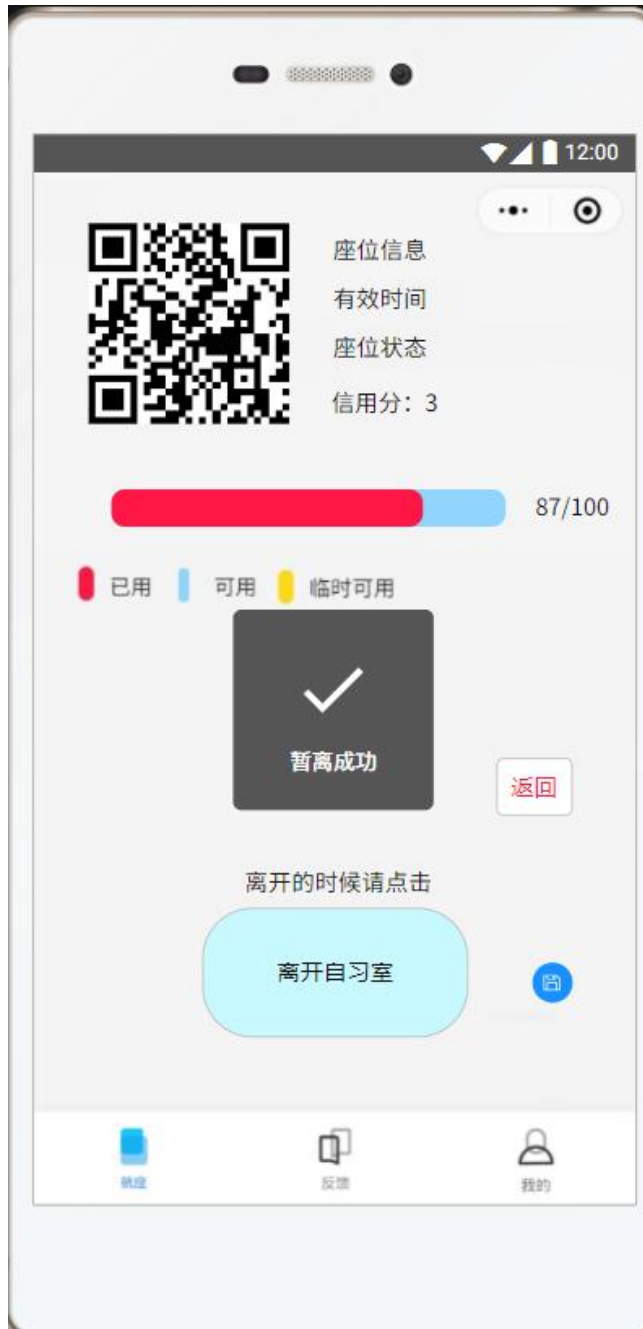 12:00
座位信息
有效时间
座位状态
信用分：3
87/100
已用 可用 临时可用
暂离成功
返回
离开的时候请点击
离开自习室
就座 反馈 我的